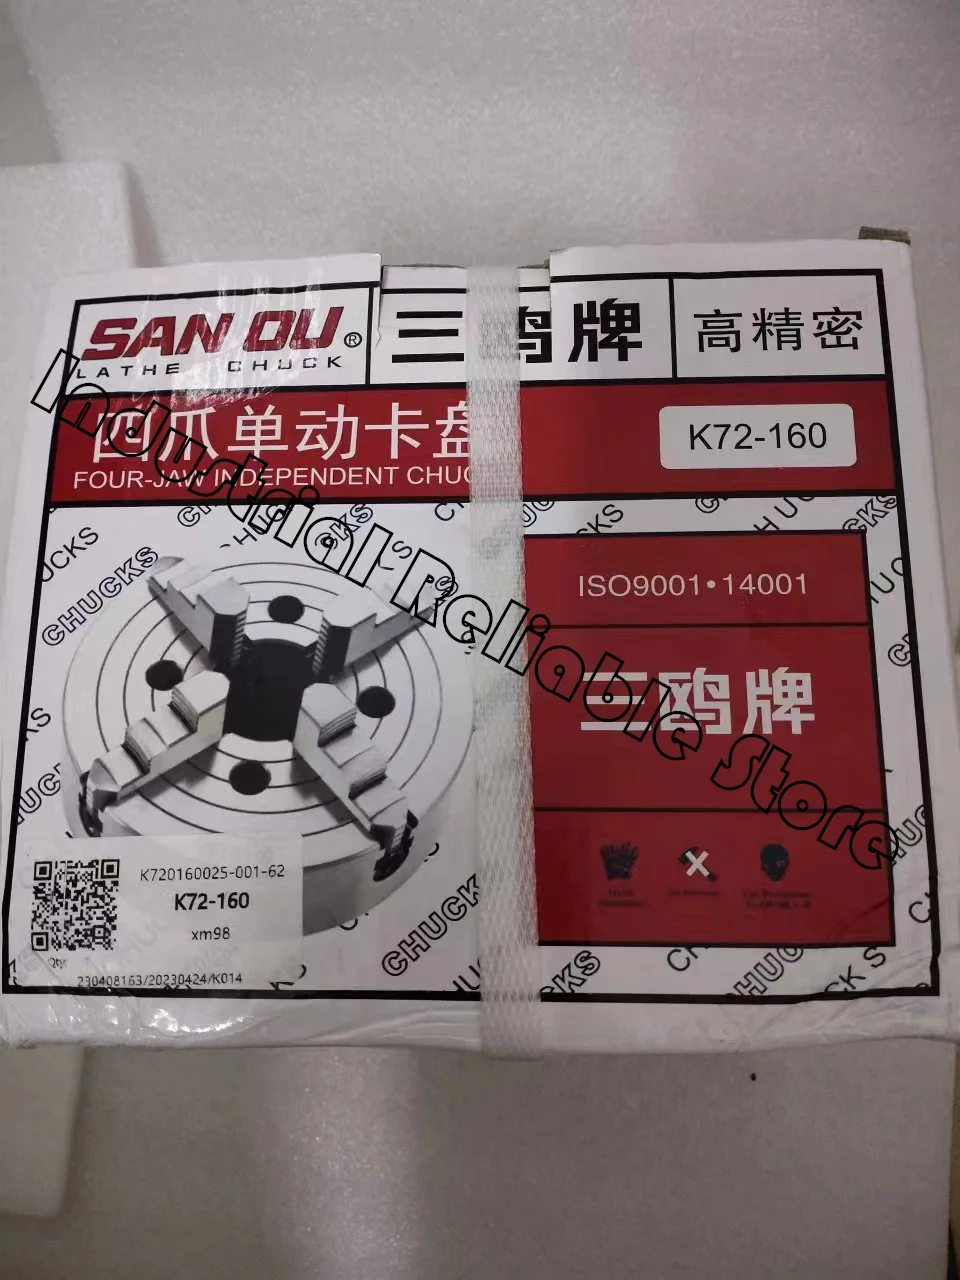 SAN OU®
LATHE CHUCK
三鸥牌
高精密
四爪单动卡盘
FOUR-JAW INDEPENDENT CHUC
K72-160
CHUCKS
ISO9001•14001
三鸥牌
K720160025-001-62
K72-160
xm98
230408163/20230424/K014
Industrial Reliable Store